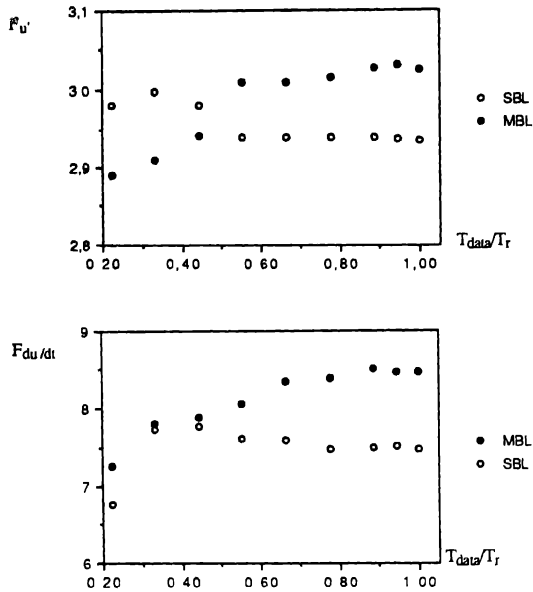 3,1
F_u'
3,0
SBL
MBL
2,9
2,8
T_data/T_r
0 20 0,40 0 60 0,80 1,00
9
F_du/dt
8
MBL
7
SBL
6
T_data/T_r
0 20 0 40 0 60 0 80 1 00